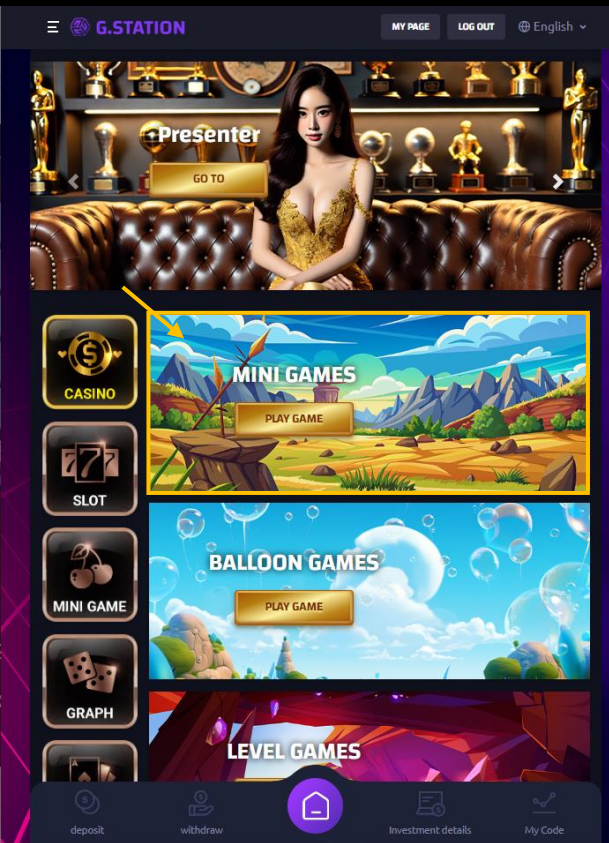 G.STATION
MY PAGE
LOG OUT
English
Presenter
GO TO
CASINO
MINI GAMES
PLAY GAME
777
SLOT
BALLOON GAMES
PLAY GAME
MINI GAME
GRAPH
LEVEL GAMES
A
deposit
withdraw
Investment details
My Code